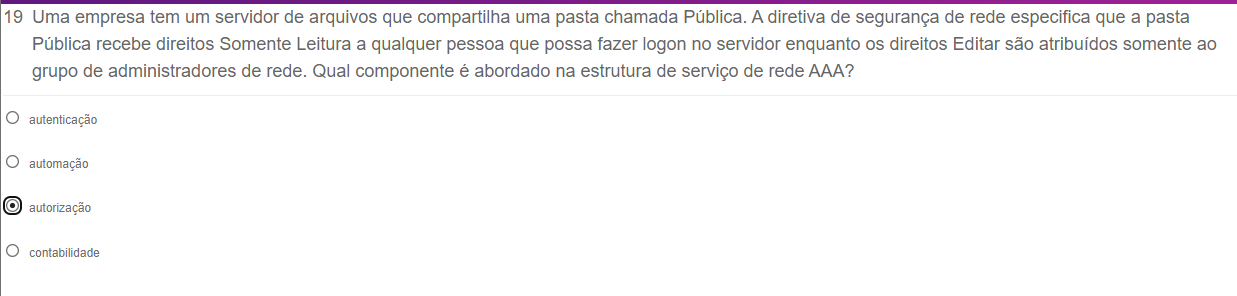 19 Uma empresa tem um servidor de arquivos que compartilha uma pasta chamada Pública. A diretiva de segurança de rede especifica que a pasta
Pública recebe direitos Somente Leitura a qualquer pessoa que possa fazer logon no servidor enquanto os direitos Editar são atribuídos somente ao
grupo de administradores de rede. Qual componente é abordado na estrutura de serviço de rede AAA?
autenticação
automação
autorização
contabilidade